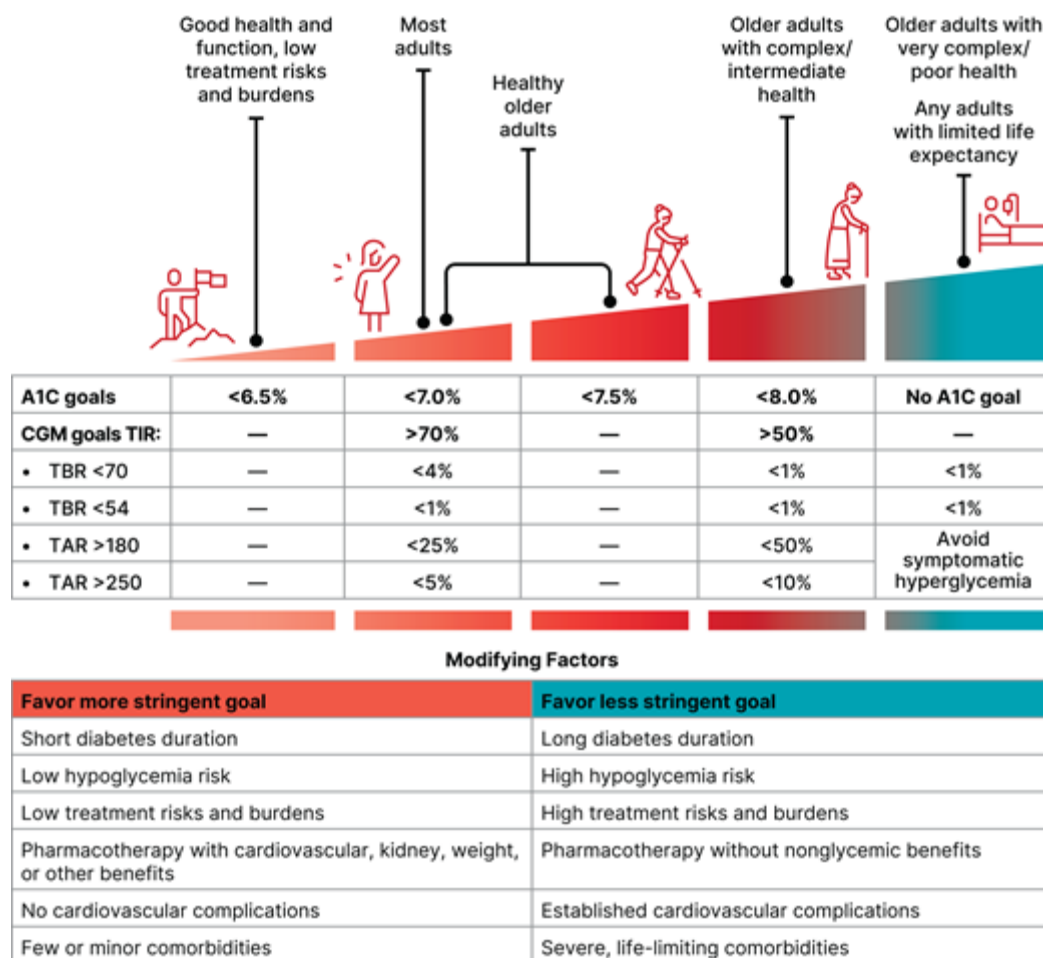 Good health and
function, low
treatment risks
and burdens
Most
adults
Healthy
older
adults
Older adults
with complex/
intermediate
health
Older adults with
very complex/
poor health
Any adults
with limited life
expectancy
A1C goals <6.5% <7.0% <7.5% <8.0% No A1C goal
CGM goals TIR: — >70% — >50% —
• TBR <70 — <4% — <1% <1%
• TBR <54 — <1% — <1% <1%
• TAR >180 — <25% — <50% Avoid
symptomatic
hyperglycemia
• TAR >250 — <5% — <10%
Modifying Factors
Favor more stringent goal Favor less stringent goal
Short diabetes duration Long diabetes duration
Low hypoglycemia risk High hypoglycemia risk
Low treatment risks and burdens High treatment risks and burdens
Pharmacotherapy with cardiovascular, kidney, weight,
or other benefits
Pharmacotherapy without nonglycemic benefits
No cardiovascular complications Established cardiovascular complications
Few or minor comorbidities Severe, life-limiting comorbidities